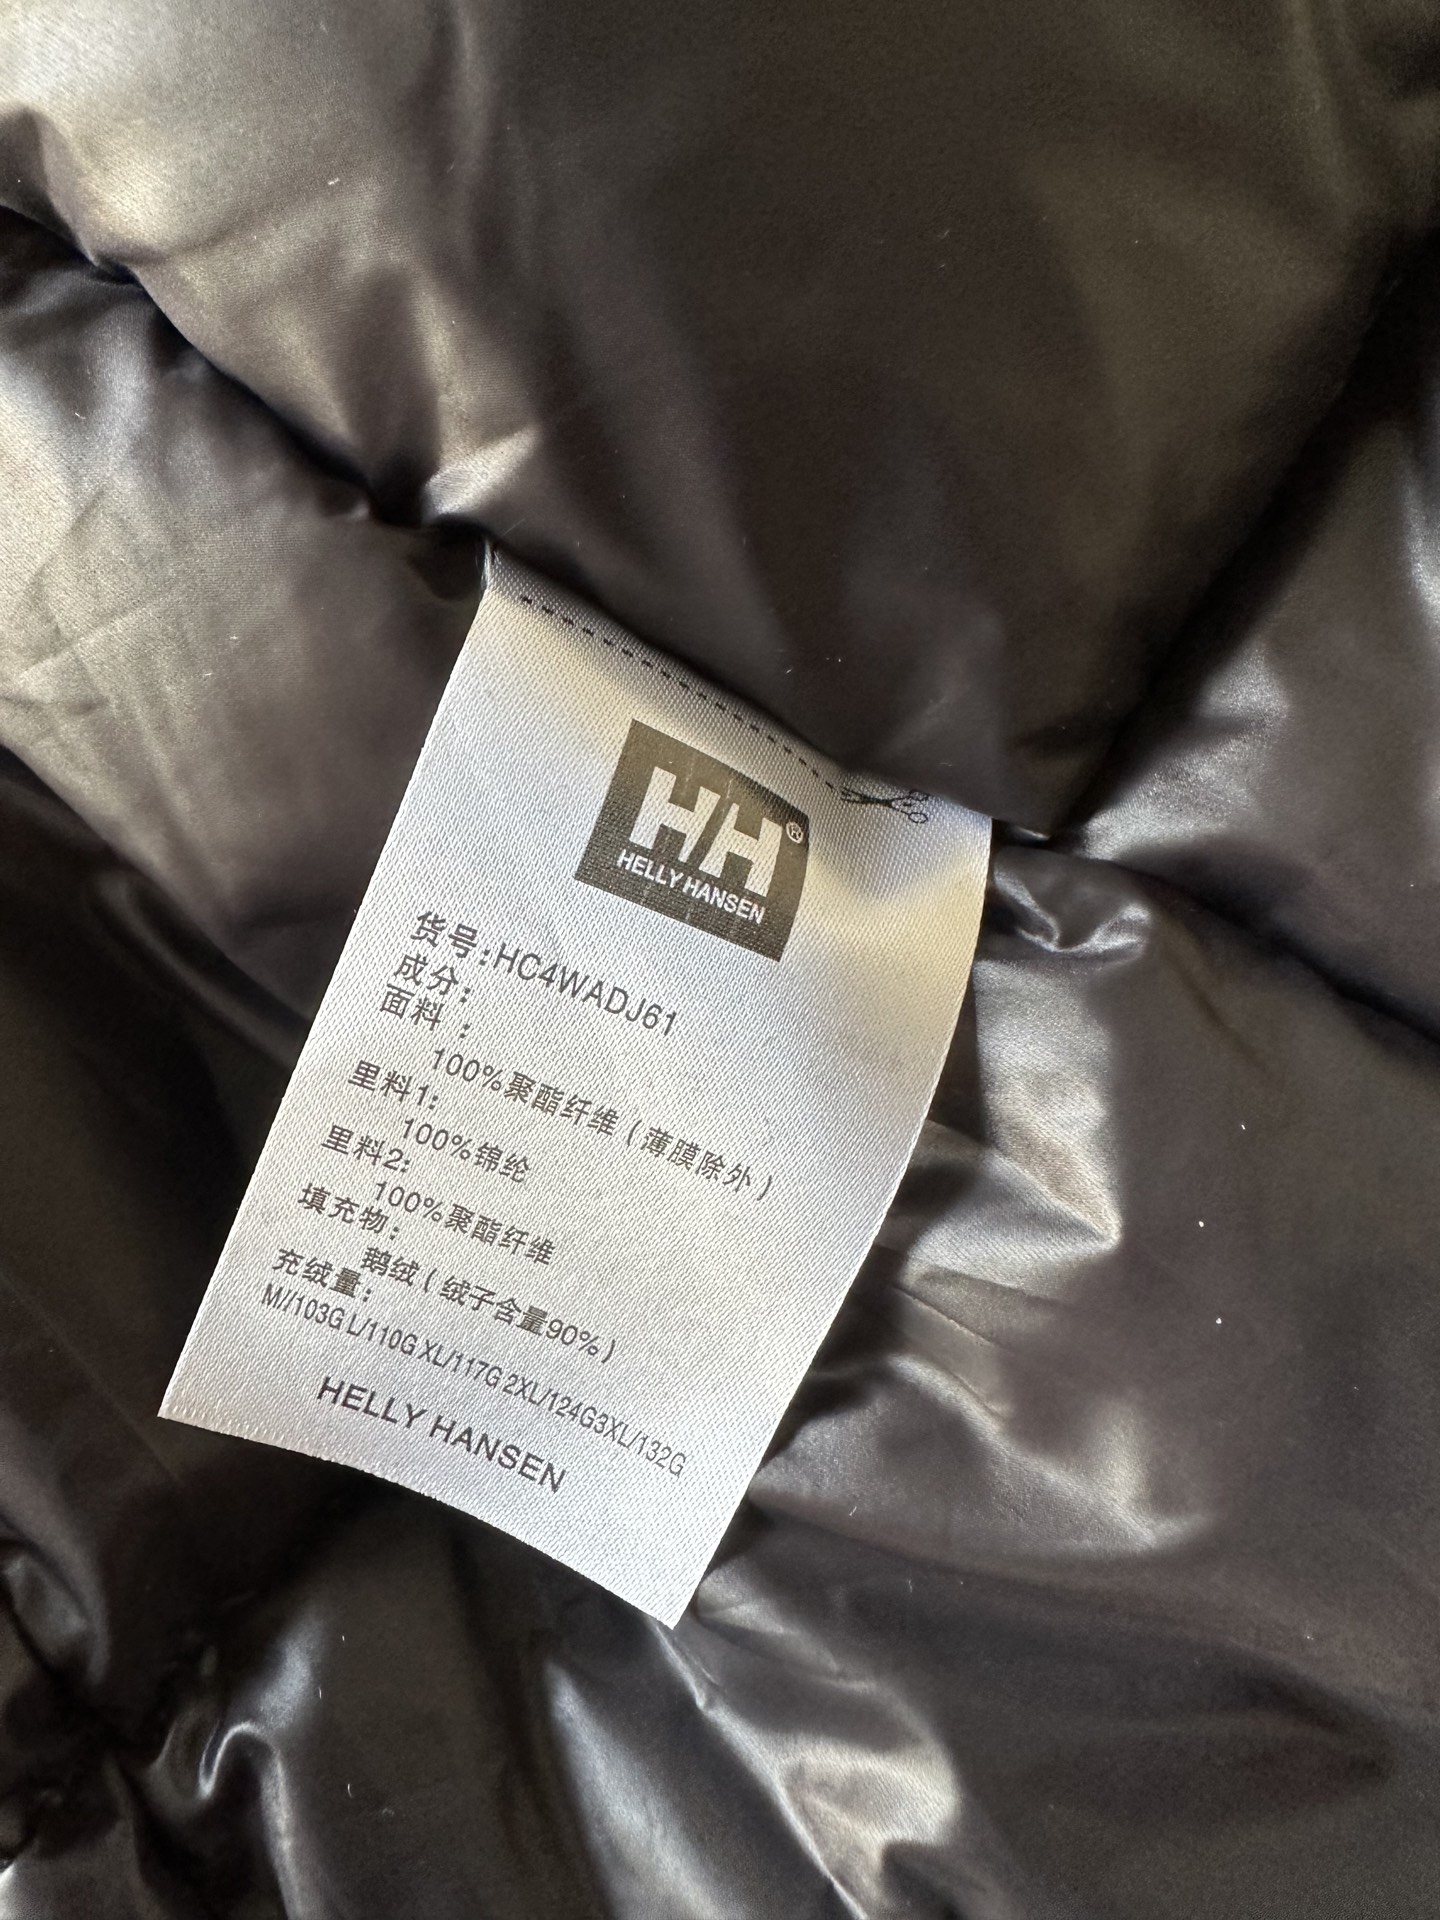 HH®
HELLY HANSEN
货号:HC4WADJ61
成分:
面料:
100%聚酯纤维(薄膜除外)
里料1:
100%锦纶
里料2:
100%聚酯纤维
填充物:
鹅绒(绒子含量90%)
充绒量:
M//103G L/110G XL/117G 2XL/124G3XL/132G
HELLY HANSEN